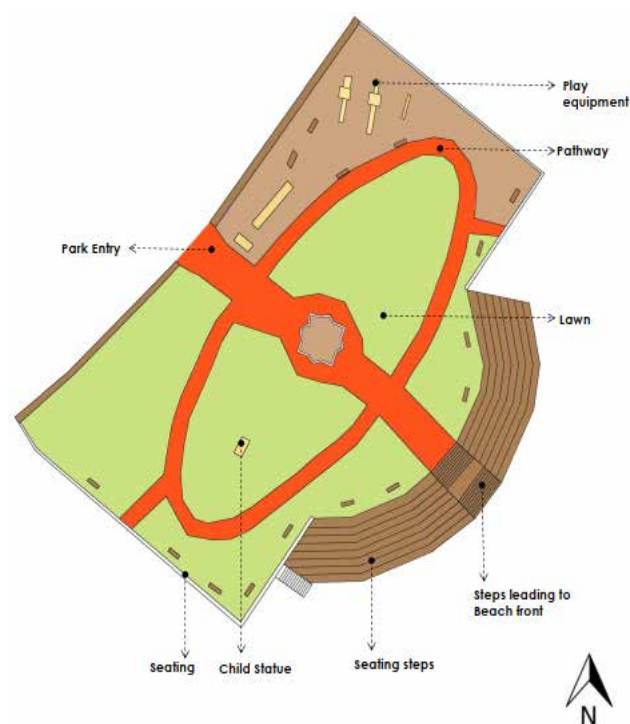 Play
equipment
Pathway
Park Entry
Lawn
Steps leading to
Beach front
Seating
Child Statue
Seating steps
N